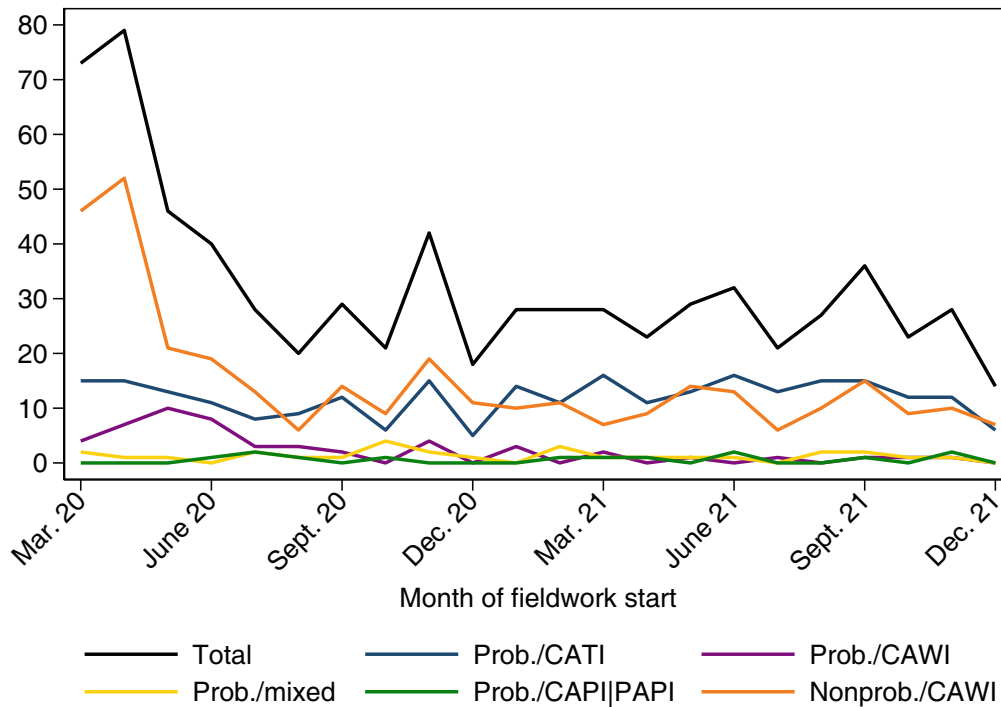 80
70
60
50
40
30
20
10
0
Mar. 20 June 20 Sept. 20 Dec. 20 Mar. 21 June 21 Sept. 21 Dec. 21
Month of fieldwork start
Total Prob./CATI Prob./CAWI
Prob./mixed Prob./CAPI|PAPI Nonprob./CAWI